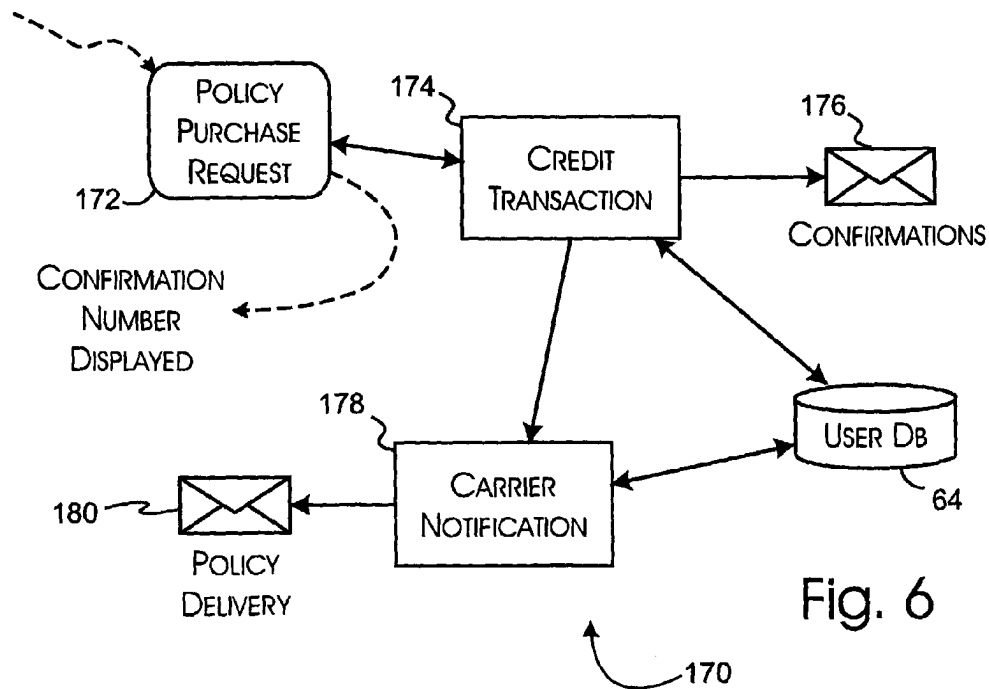 174
176
POLICY
PURCHASE
REQUEST
172
CREDIT
TRANSACTION
CONFIRMATIONS
CONFIRMATION
NUMBER
DISPLAYED
178
USER DB
64
CARRIER
NOTIFICATION
180
POLICY
DELIVERY
Fig. 6
170